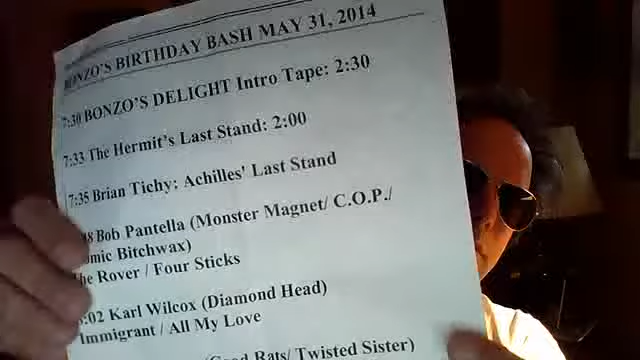 BONZO'S BIRTHDAY BASH MAY 31, 2014
7:30 BONZO'S DELIGHT Intro Tape: 2:30
7:33 The Hermit's Last Stand: 2:00
7:35 Brian Tichy: Achilles' Last Stand
Bob Pantella (Monster Magnet/ C.O.P./
Bitchwax)
The Rover / Four Sticks
:02 Karl Wilcox (Diamond Head)
Immigrant / All My Love
Rats/ Twisted Sister)